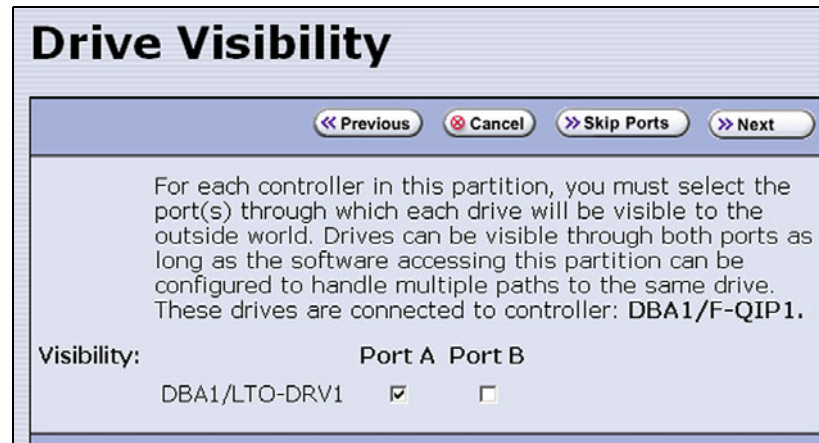 Drive Visibility
Previous Cancel Skip Ports Next
For each controller in this partition, you must select the
port(s) through which each drive will be visible to the
outside world. Drives can be visible through both ports as
long as the software accessing this partition can be
configured to handle multiple paths to the same drive.
These drives are connected to controller: DBA1/F-QIP1.
Visibility: Port A Port B
DBA1/LTO-DRV1